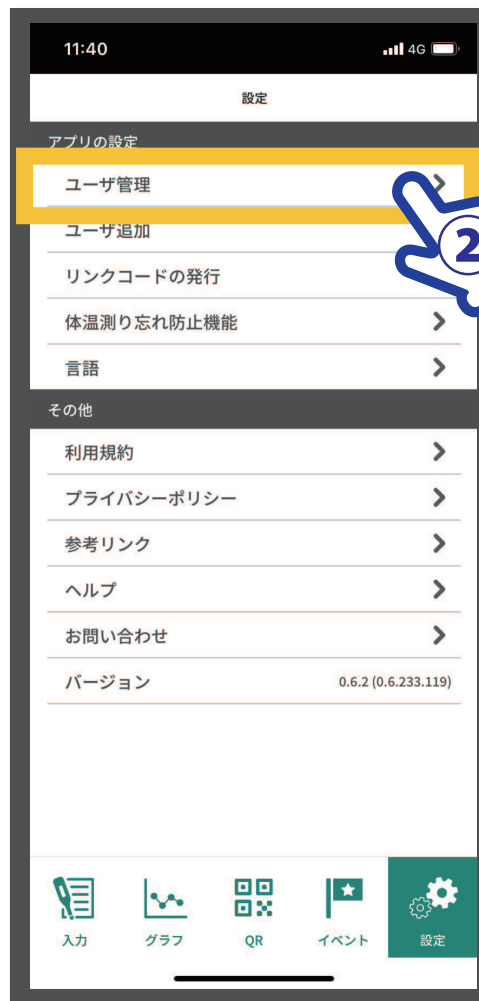 11:40
4G
設定
アプリの設定
ユーザ管理
2
ユーザ追加
リンクコードの発行
体温測り忘れ防止機能
言語
その他
利用規約
プライバシーポリシー
参考リンク
ヘルプ
お問い合わせ
バージョン 0.6.2 (0.6.233.119)
入力 グラフ QR イベント 設定